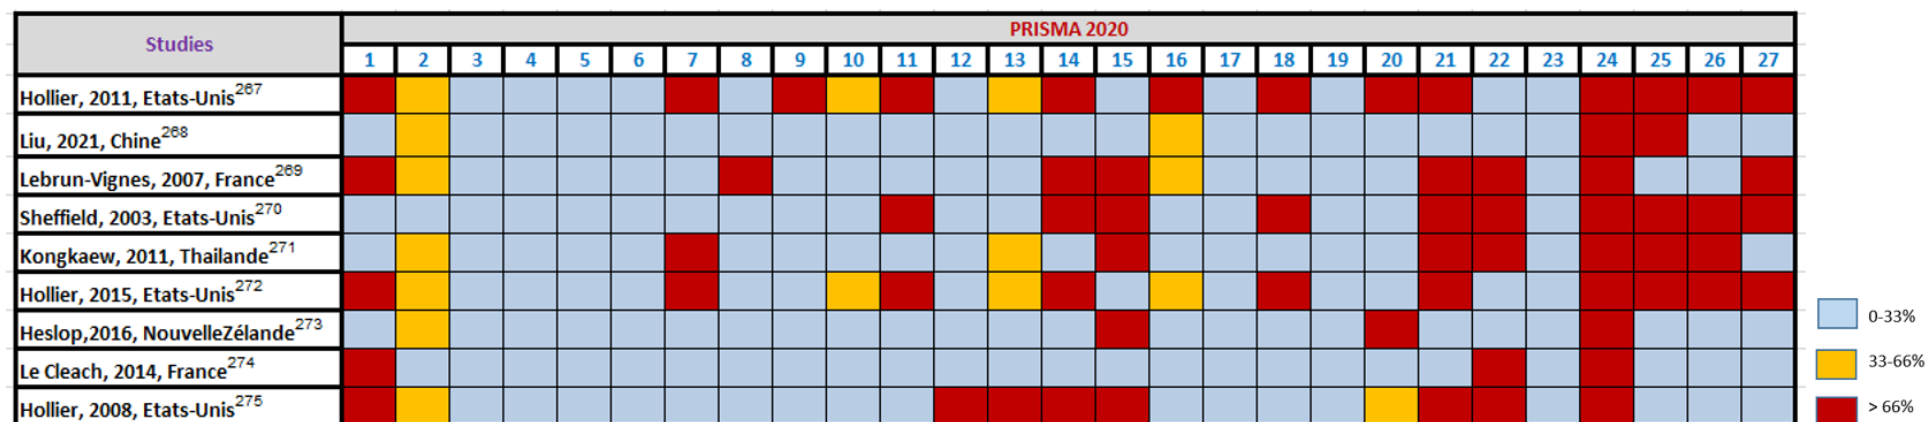 Studies PRISMA 2020
1 2 3 4 5 6 7 8 9 10 11 12 13 14 15 16 17 18 19 20 21 22 23 24 25 26 27
Hollier, 2011, Etats-Unis267
Liu, 2021, Chine268
Lebrun-Vignes, 2007, France269
Sheffield, 2003, Etats-Unis270
Kongkaew, 2011, Thailande271
Hollier, 2015, Etats-Unis272
Heslop,2016, NouvelleZélande273
Le Cleach, 2014, France274
Hollier, 2008, Etats-Unis275
0-33%
33-66%
> 66%